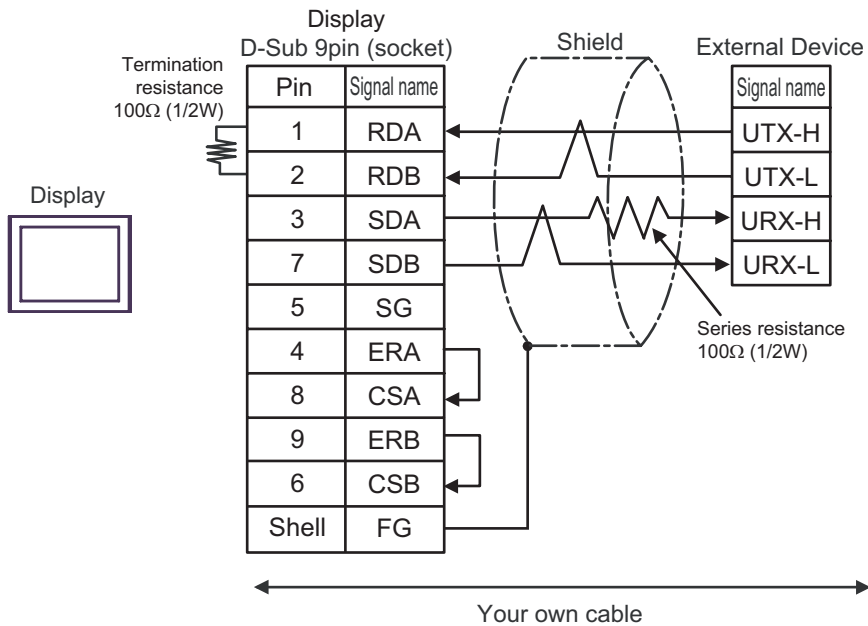 Display
D-Sub 9pin (socket)
Shield
External Device
Termination
resistance
100Ω (1/2W)
Pin Signal name
Signal name
1 RDA
UTX-H
2 RDB
UTX-L
Display
3 SDA
URX-H
7 SDB
URX-L
5 SG
Series resistance
100Ω (1/2W)
4 ERA
8 CSA
9 ERB
6 CSB
Shell FG
Your own cable